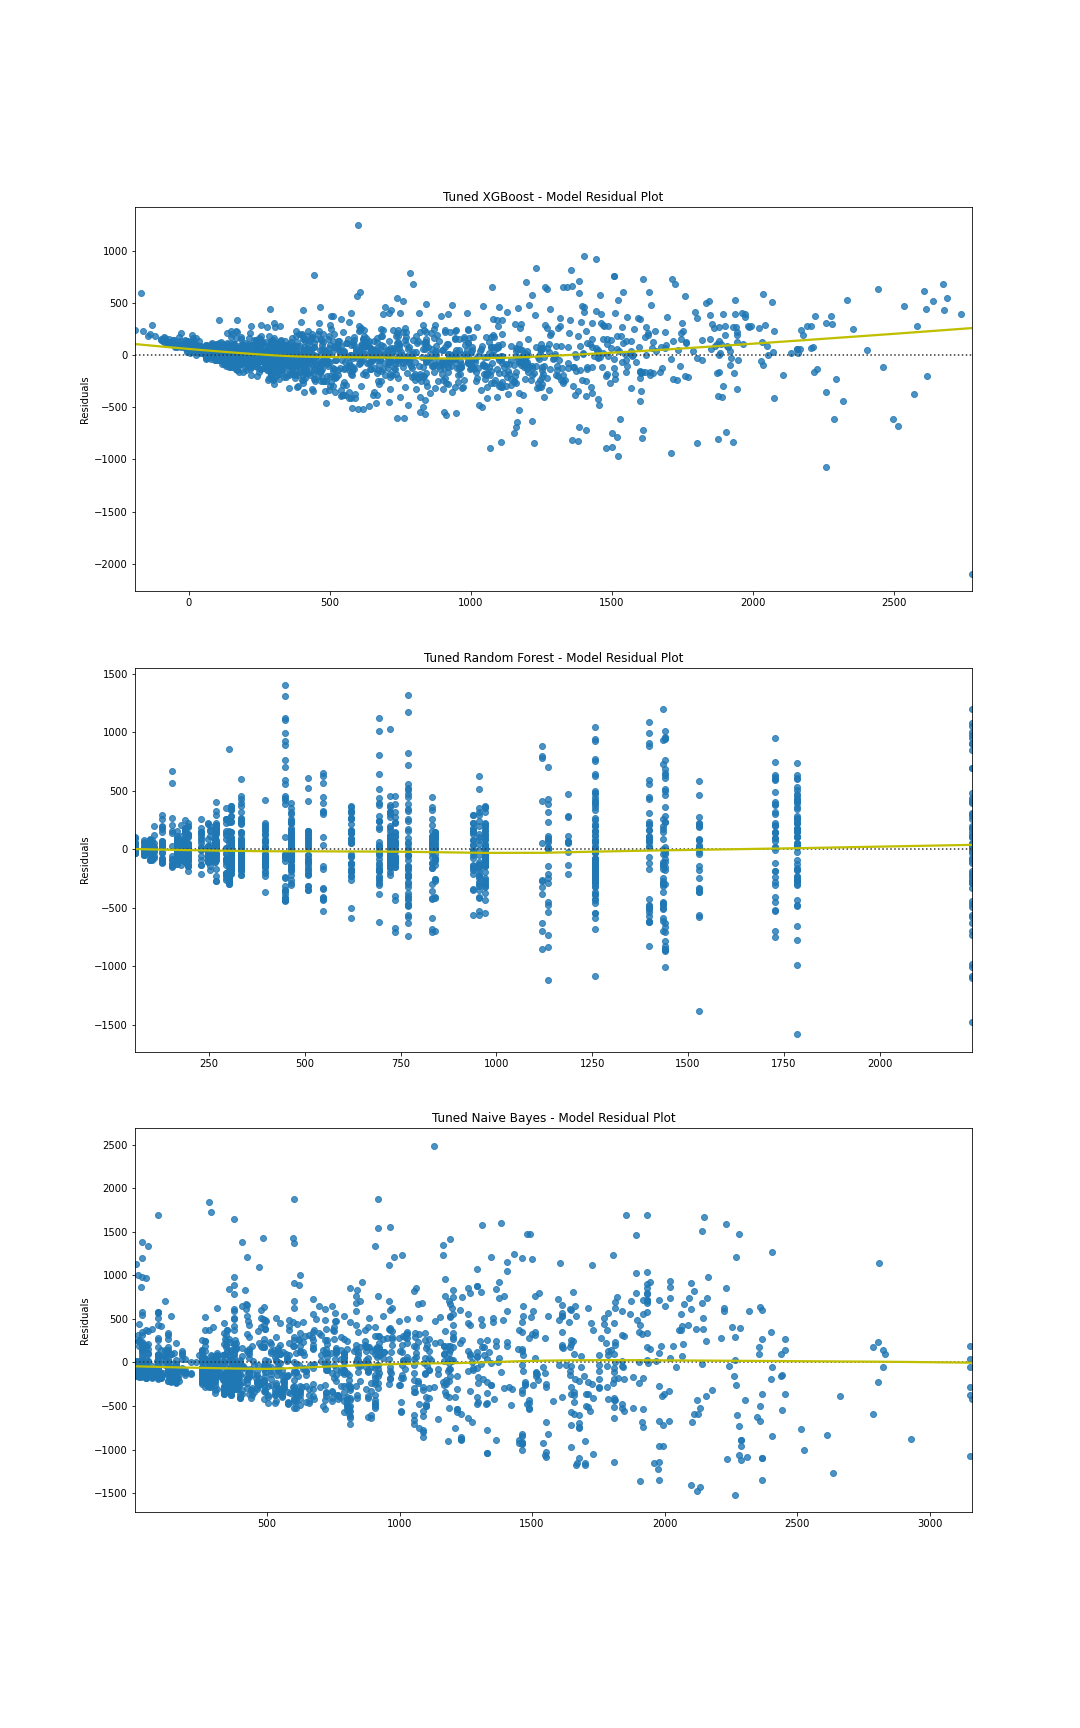 Tuned XGBoost - Model Residual Plot
1000
500
0
−500
−1000
−1500
−2000
Residuals
0 500 1000 1500 2000 2500
Tuned Random Forest - Model Residual Plot
1500
1000
500
0
−500
−1000
−1500
Residuals
250 500 750 1000 1250 1500 1750 2000
Tuned Naive Bayes - Model Residual Plot
2500
2000
1500
1000
500
0
−500
−1000
−1500
Residuals
500 1000 1500 2000 2500 3000